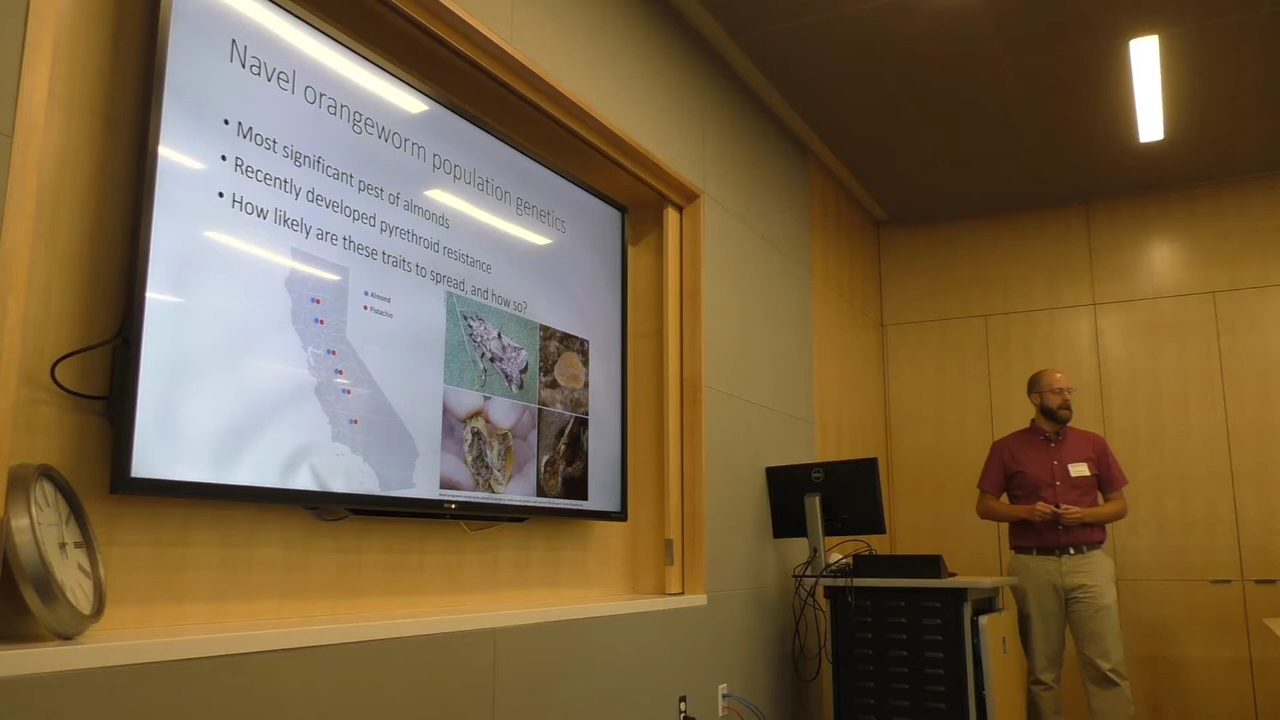 Navel orangeworm population genetics
• Most significant pest of almonds
• Recently developed pyrethroid resistance
• How likely are these traits to spread, and how so?
Almond
Pistachio
DELL